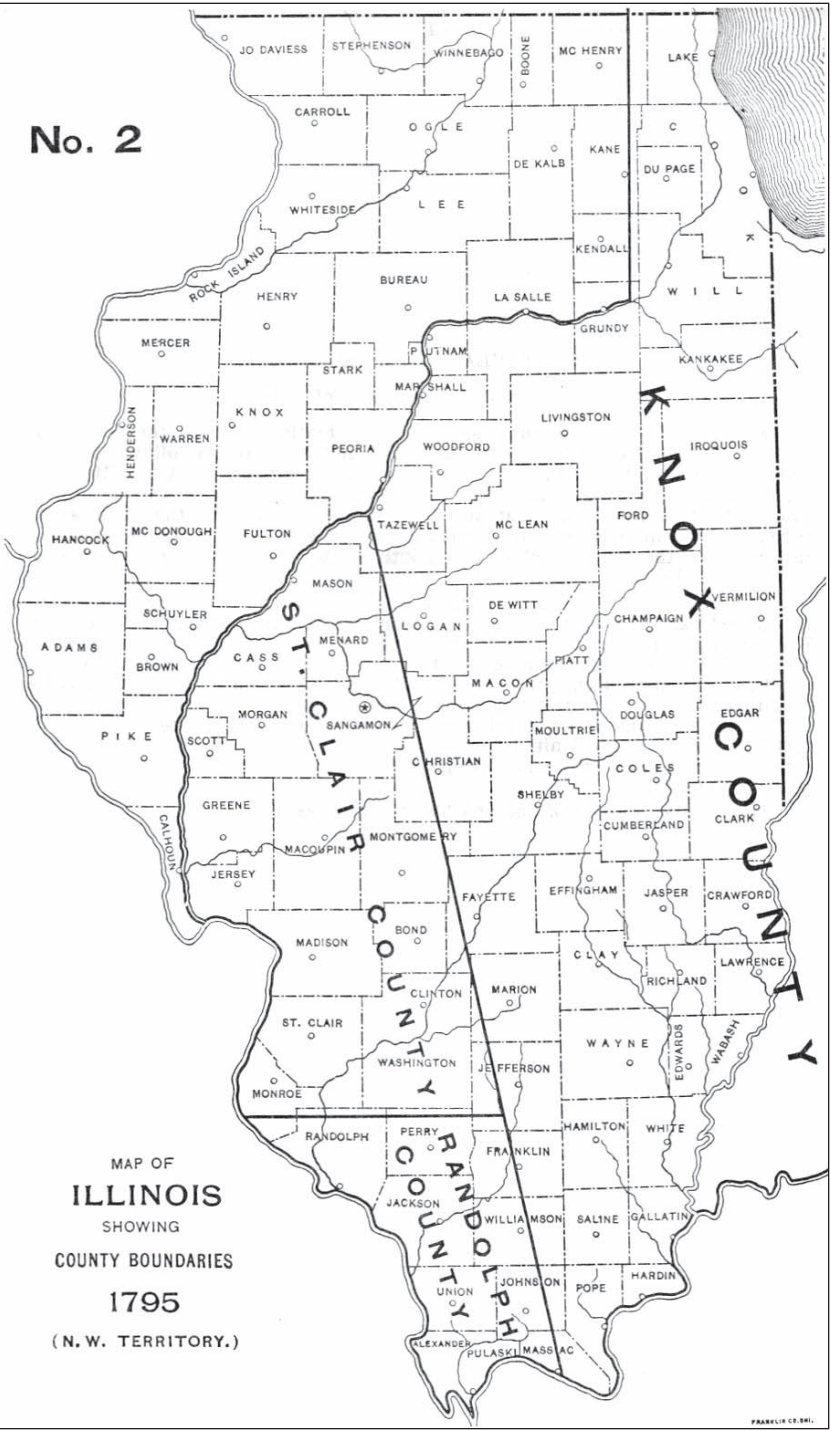 No. 2
JO DAVIESS
STEPHENSON
WINNEBAGO
BOONE
MC HENRY
LAKE
CARROLL
OGLE
DE KALB
KANE
COOK
DU PAGE
WHITESIDE
LEE
KENDALL
ROCK ISLAND
HENRY
BUREAU
LA SALLE
WILL
GRUNDY
MERCER
PUTNAM
KANKAKEE
STARK
MARSHALL
HENDERSON
WARREN
KNOX
PEORIA
WOODFORD
LIVINGSTON
IROQUOIS
KNOX COUNTY
HANCOCK
MC DONOUGH
FULTON
TAZEWELL
MC LEAN
FORD
MASON
ADAMS
SCHUYLER
BROWN
CASS
MENARD
LOGAN
DE WITT
CHAMPAIGN
VERMILION
PIATT
MACON
ST. CLAIR COUNTY
PIKE
SCOTT
MORGAN
SANGAMON
CHRISTIAN
MOULTRIE
DOUGLAS
EDGAR
COLES
SHELBY
CALHOUN
GREENE
JERSEY
MACOUPIN
MONTGOMERY
CUMBERLAND
CLARK
FAYETTE
EFFINGHAM
JASPER
CRAWFORD
MADISON
BOND
CLAY
RICHLAND
LAWRENCE
CLINTON
MARION
ST. CLAIR
WASHINGTON
JEFFERSON
WAYNE
EDWARDS
WABASH
MONROE
RANDOLPH
PERRY
RANDOLPH COUNTY
FRANKLIN
HAMILTON
WHITE
JACKSON
WILLIAMSON
SALINE
GALLATIN
UNION
JOHNSON
POPE
HARDIN
ALEXANDER
PULASKI
MASSAC
MAP OF
ILLINOIS
SHOWING
COUNTY BOUNDARIES
1795
(N. W. TERRITORY.)
FRANKLIN CO. CHI.